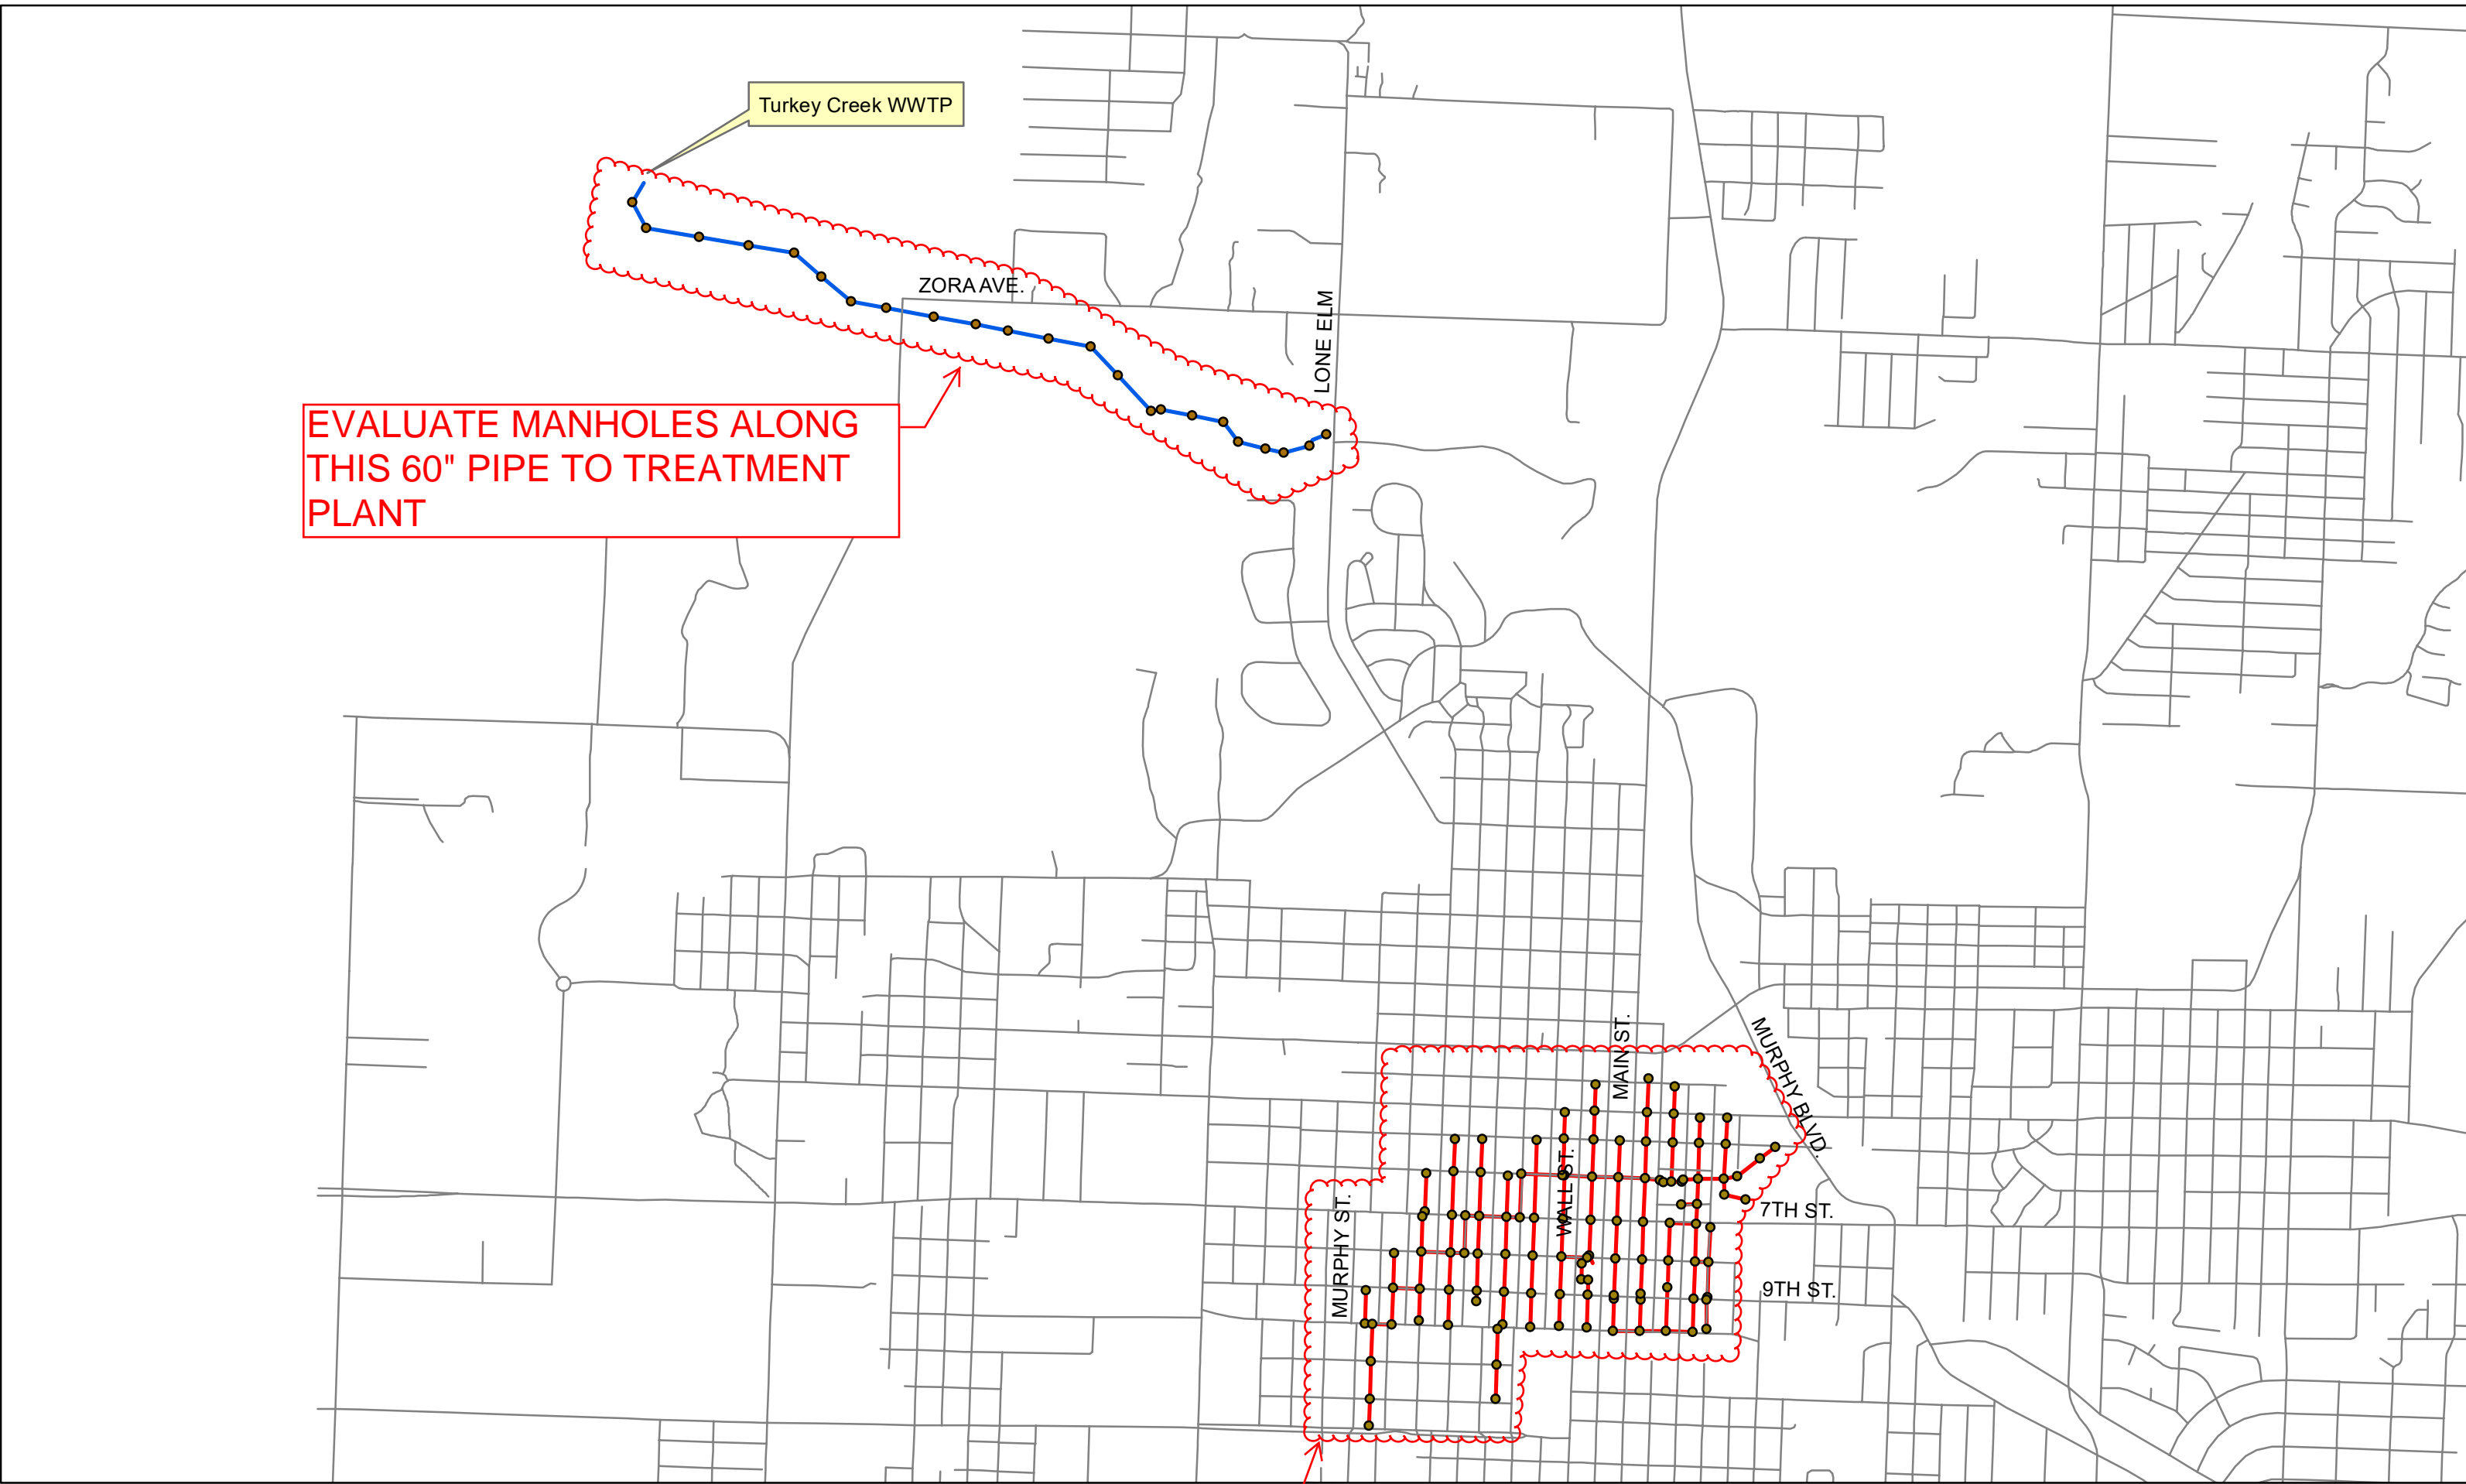 Turkey Creek WWTP
ZORA AVE.
LONE ELM
EVALUATE MANHOLES ALONG
THIS 60" PIPE TO TREATMENT
PLANT
MAIN ST.
MURPHY BLVD.
WALL ST.
MURPHY ST.
7TH ST.
9TH ST.